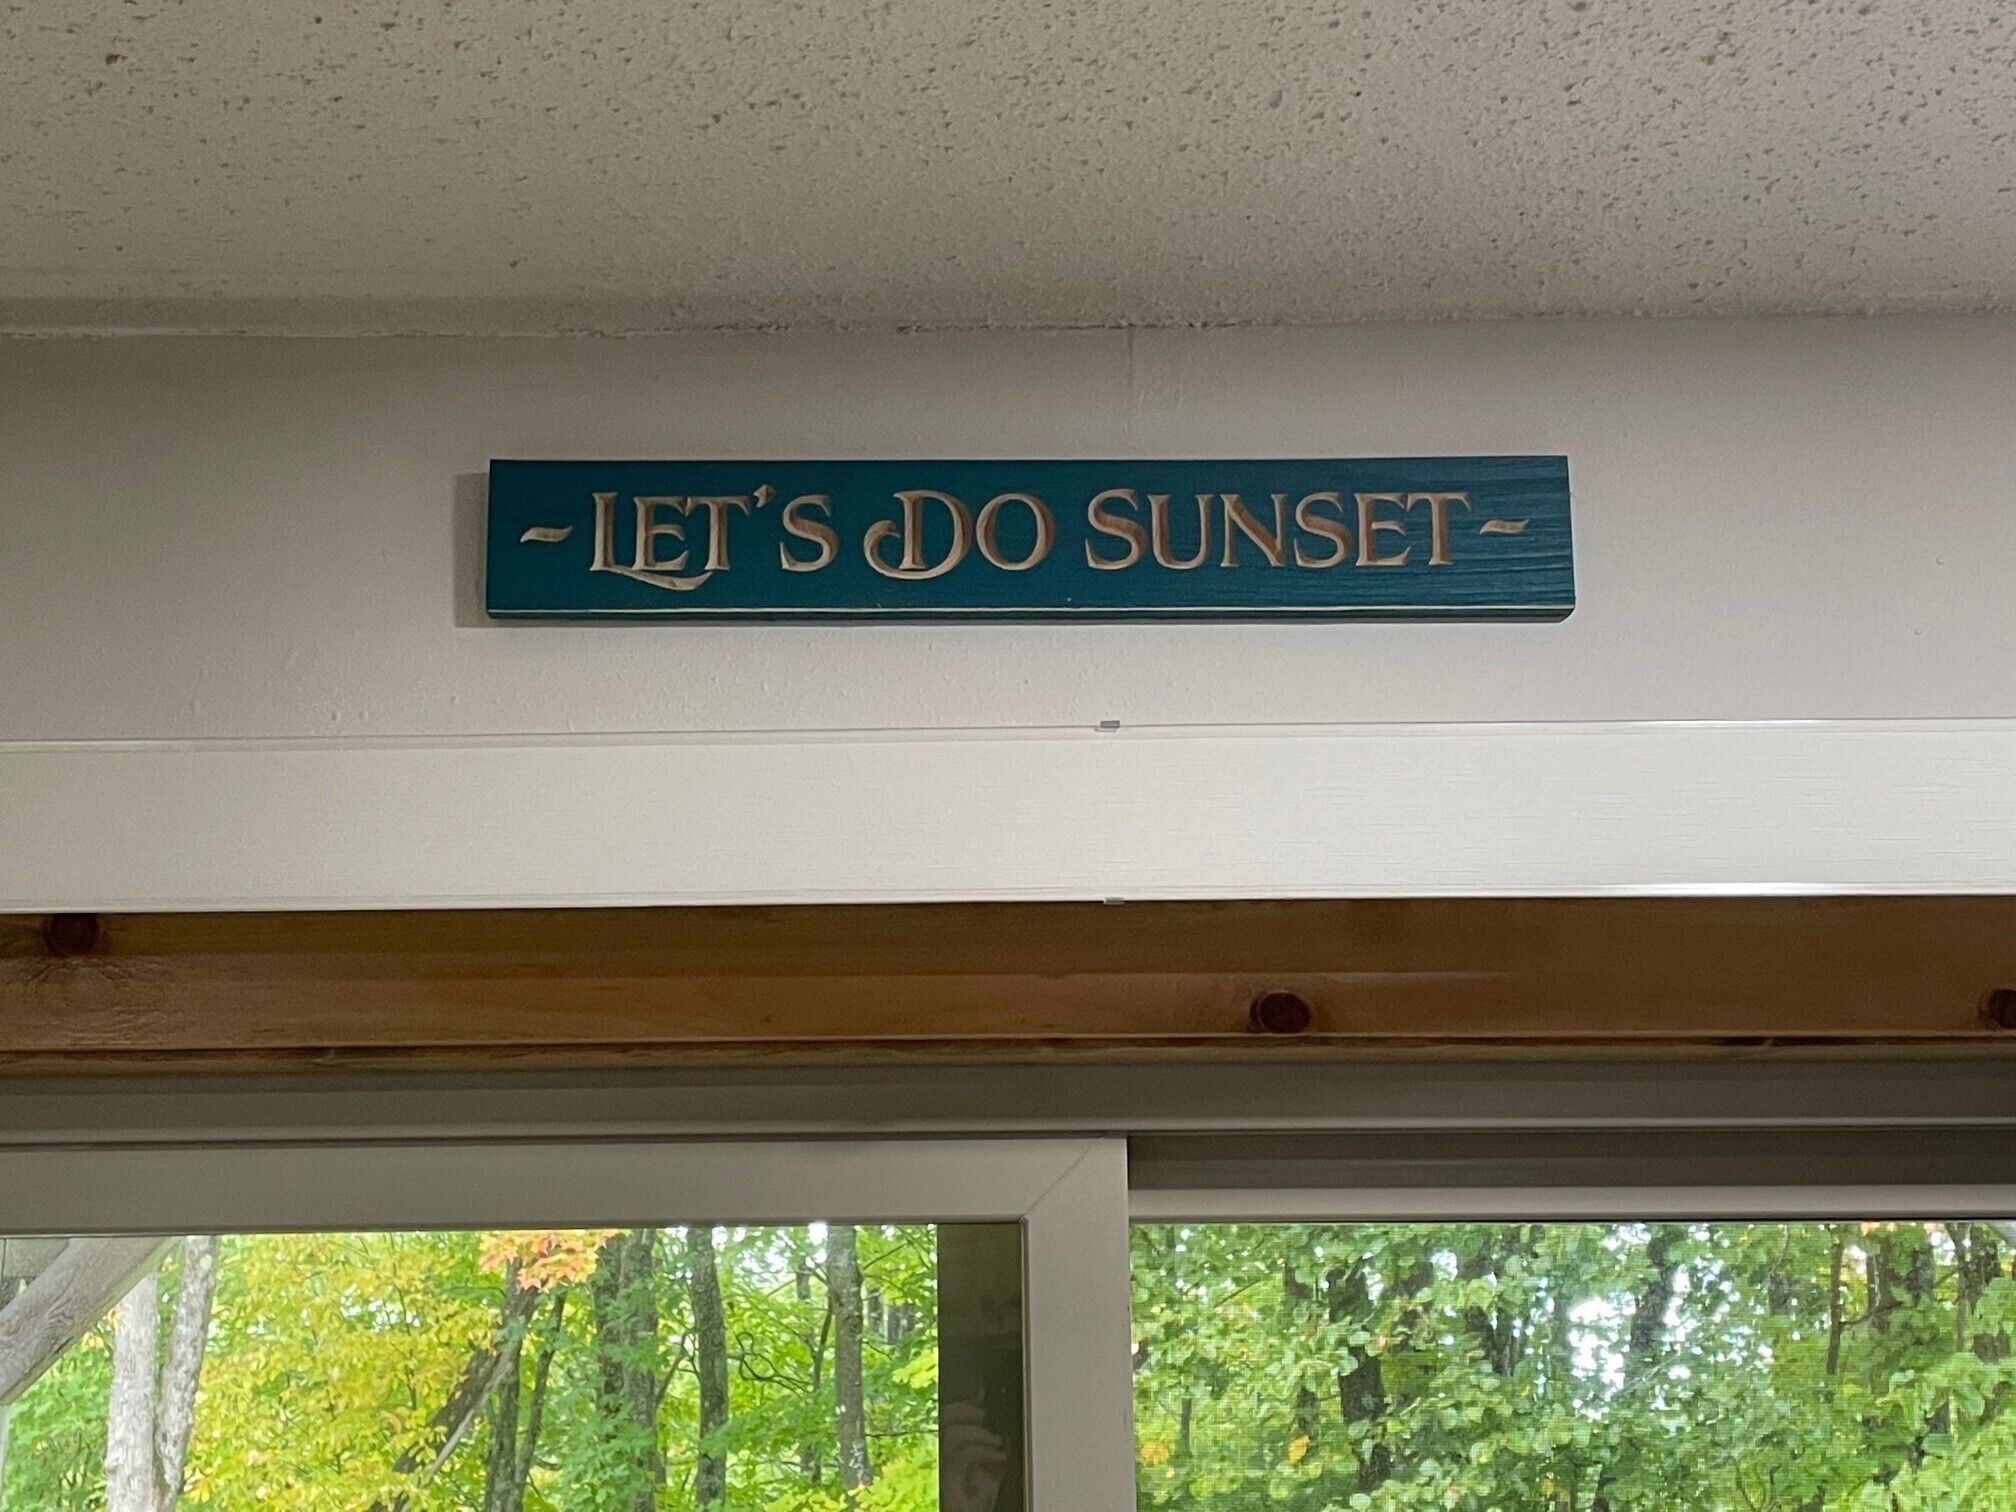 ~ LET'S DO SUNSET ~